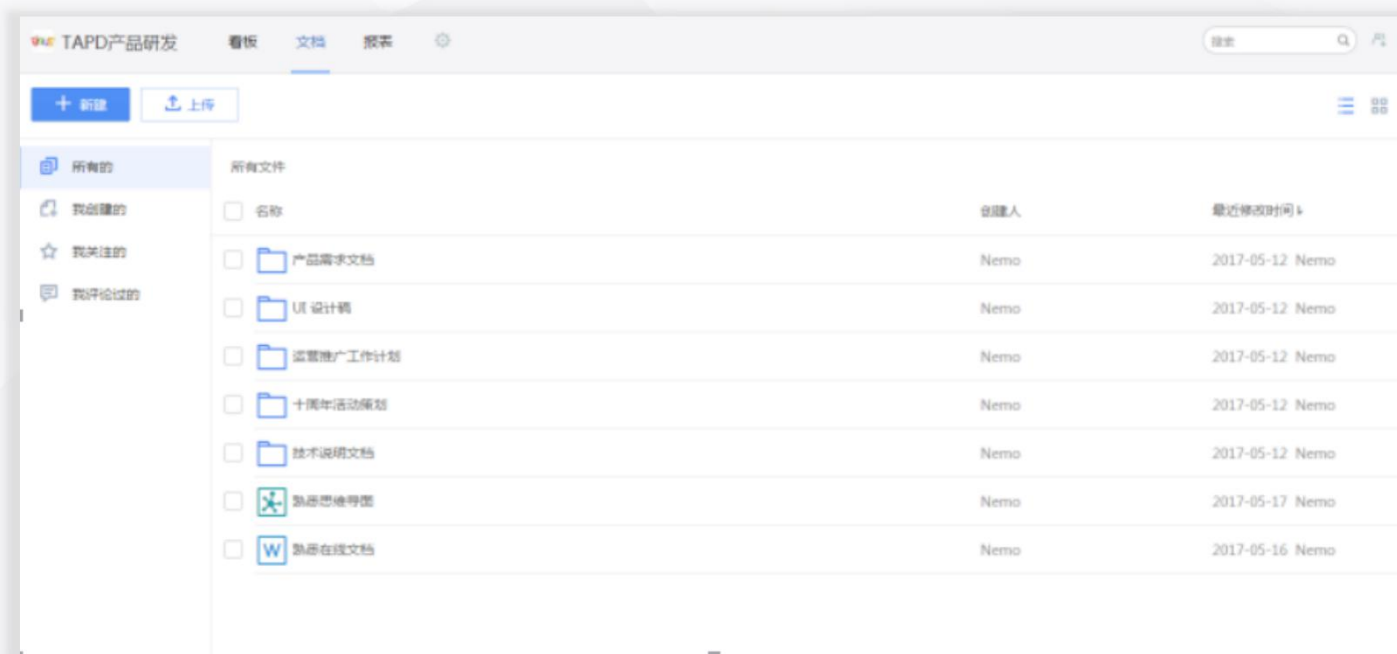 TAPD产品研发 看板 文档 报表 搜索
+ 新建 上传
所有的
我创建的
我关注的
我评论过的
所有文件
名称 创建人 最近修改时间
产品需求文档 Nemo 2017-05-12 Nemo
UI 设计稿 Nemo 2017-05-12 Nemo
运营推广工作计划 Nemo 2017-05-12 Nemo
十周年活动策划 Nemo 2017-05-12 Nemo
技术说明文档 Nemo 2017-05-12 Nemo
熟悉思维导图 Nemo 2017-05-17 Nemo
W 熟悉在线文档 Nemo 2017-05-16 Nemo